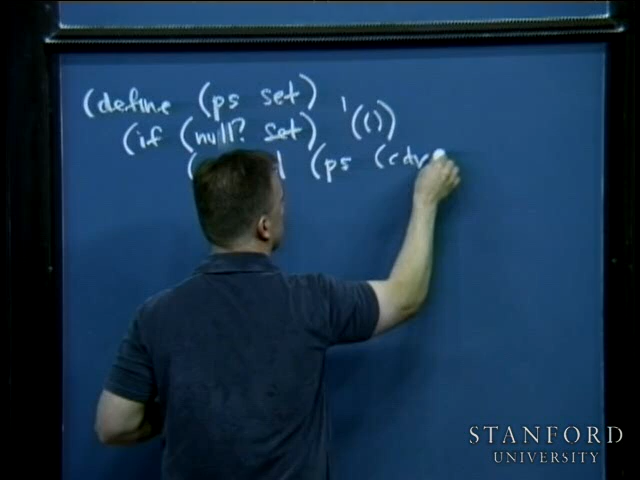 (define (ps set)
(if (null? set) '(())
( (ps (cdr
STANFORD
UNIVERSITY